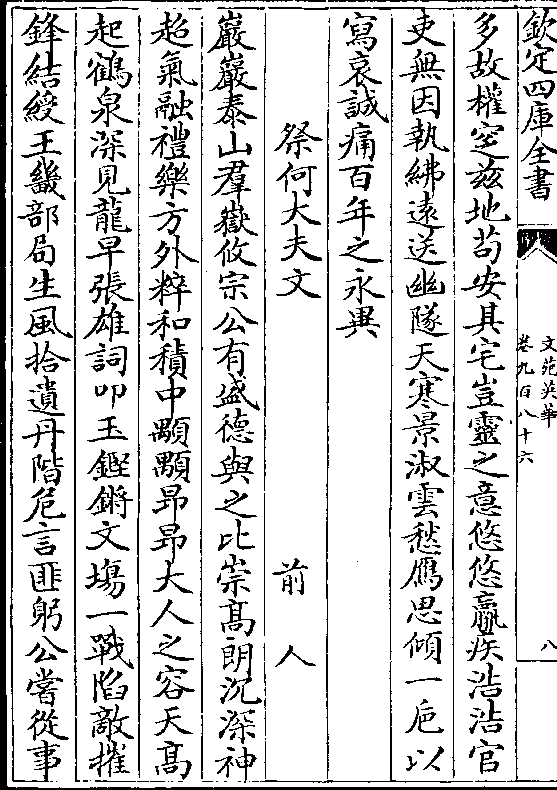 欽定四庫全書
文苑英華
卷九百八十六
八
多故權窆兹地苟安其宅豈靈之意悠悠羸疾浩浩官
吏無因執紼遠送幽隧天寒景淑雲愁鴈思傾一巵以
寫哀誠痛百年之永異
祭何大夫文 前人
巖巖泰山羣嶽攸宗公有盛德與之比崇髙朗沉深神
超氣融禮樂方外粹和積中顒顒昻昻大人之容天髙
起鶴泉深見龍早張雄詞叩玉鏗鏘文塲一戰陷敵摧
鋒結綬王畿部局生風拾遺丹階危言匪躬公嘗從事